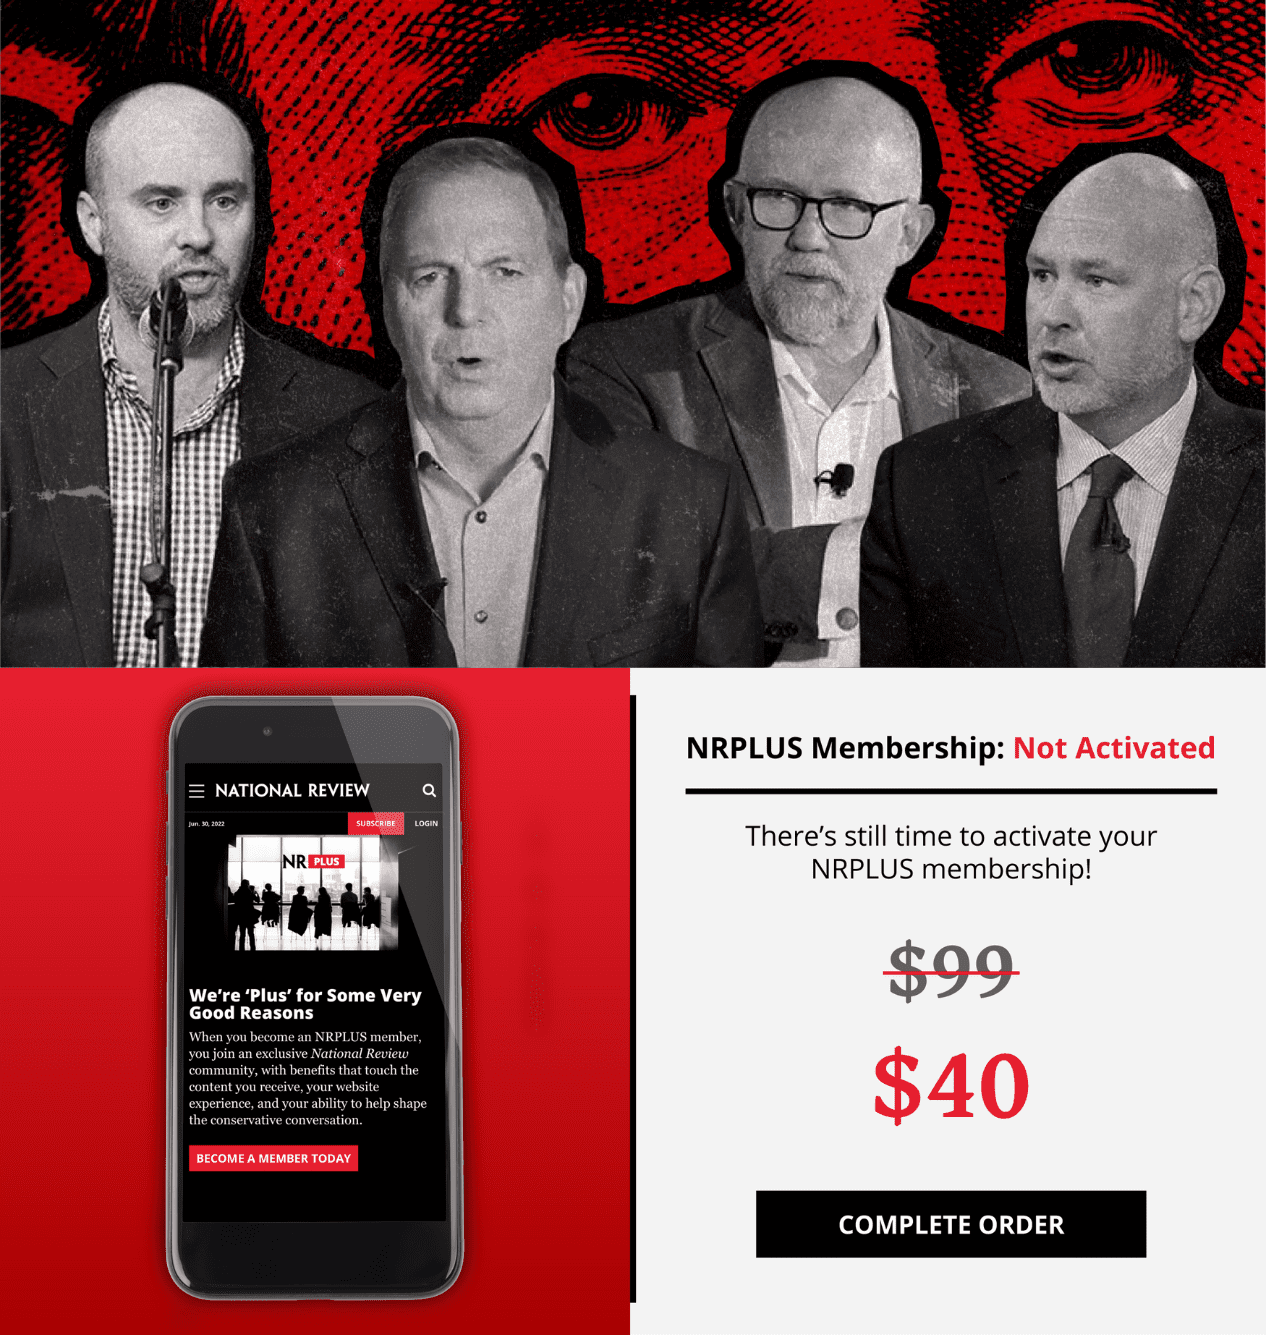 NATIONAL REVIEW
Jun. 30, 2022
SUBSCRIBE
LOGIN
NR PLUS
We're ‘Plus’ for Some Very
Good Reasons
When you become an NRPLUS member,
you join an exclusive National Review
community, with benefits that touch the
content you receive, your website
experience, and your ability to help shape
the conservative conversation.
BECOME A MEMBER TODAY
NRPLUS Membership: Not Activated
There's still time to activate your
NRPLUS membership!
$99
$40
COMPLETE ORDER